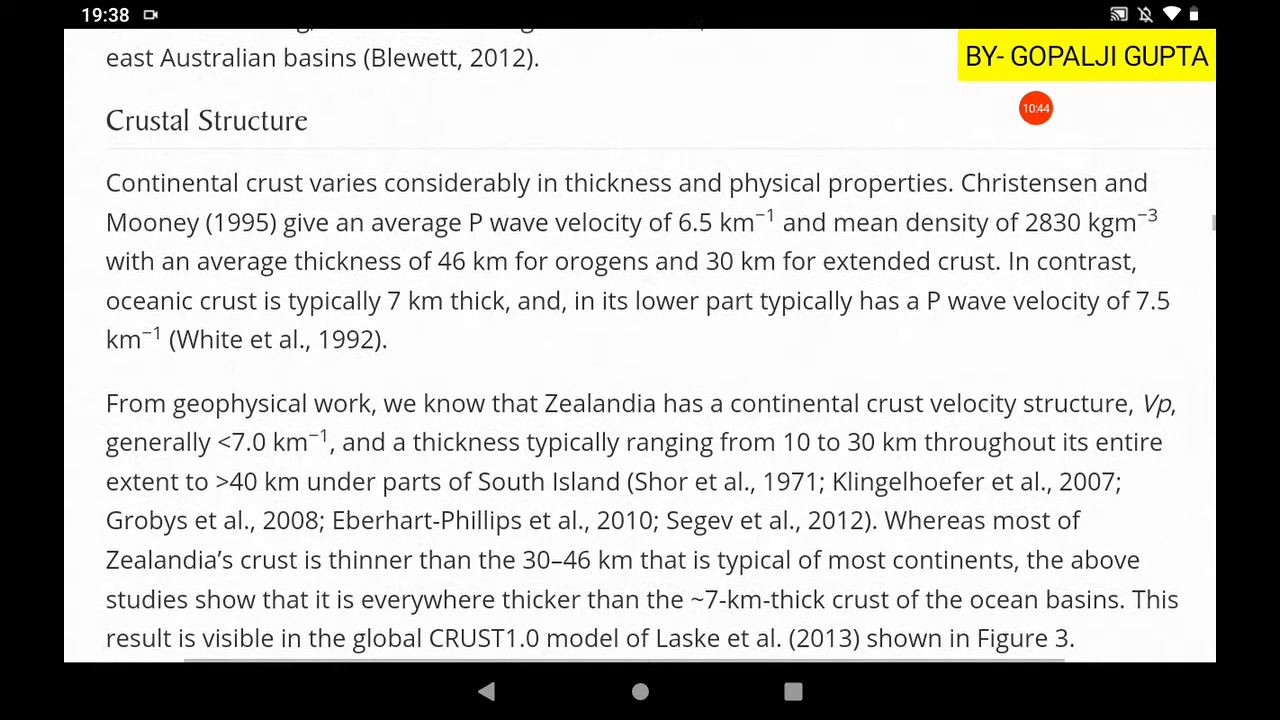 19:38
east Australian basins (Blewett, 2012).
BY- GOPALJI GUPTA
10:44
Crustal Structure
Continental crust varies considerably in thickness and physical properties. Christensen and
Mooney (1995) give an average P wave velocity of 6.5 km⁻¹ and mean density of 2830 kgm⁻³
with an average thickness of 46 km for orogens and 30 km for extended crust. In contrast,
oceanic crust is typically 7 km thick, and, in its lower part typically has a P wave velocity of 7.5
km⁻¹ (White et al., 1992).
From geophysical work, we know that Zealandia has a continental crust velocity structure, Vp,
generally <7.0 km⁻¹, and a thickness typically ranging from 10 to 30 km throughout its entire
extent to >40 km under parts of South Island (Shor et al., 1971; Klingelhoefer et al., 2007;
Grobys et al., 2008; Eberhart-Phillips et al., 2010; Segev et al., 2012). Whereas most of
Zealandia’s crust is thinner than the 30–46 km that is typical of most continents, the above
studies show that it is everywhere thicker than the ~7-km-thick crust of the ocean basins. This
result is visible in the global CRUST1.0 model of Laske et al. (2013) shown in Figure 3.